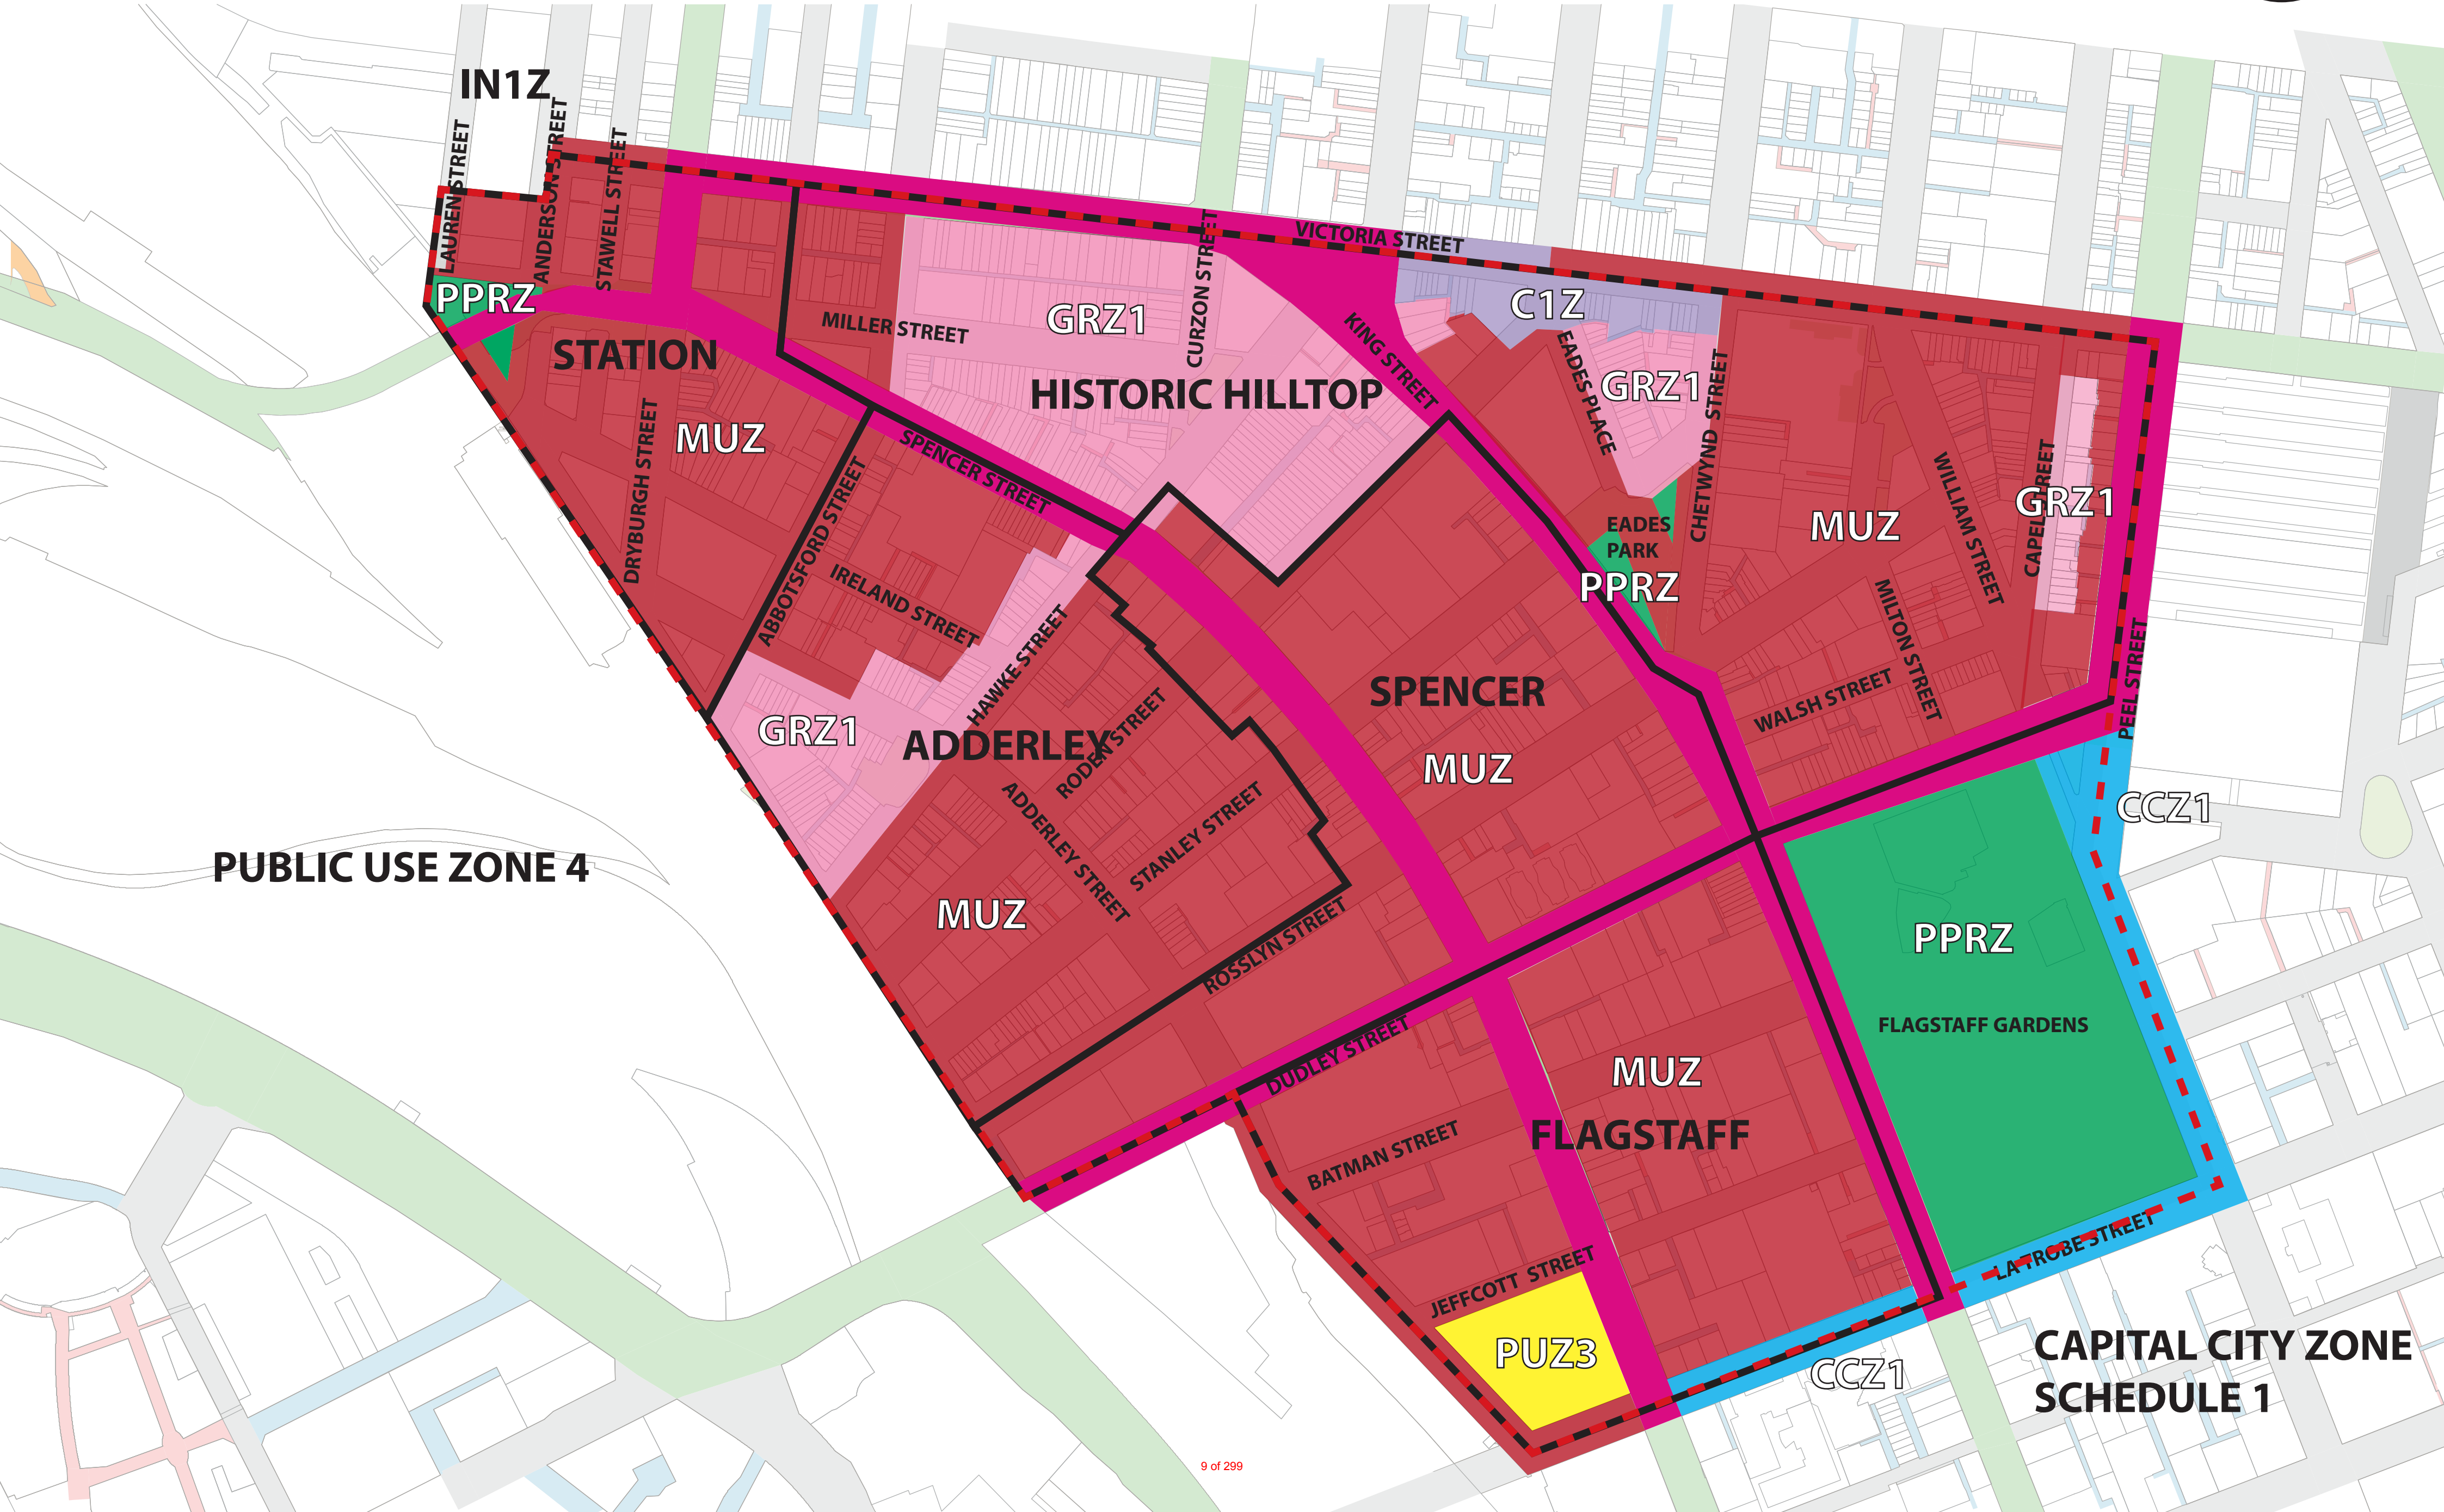 IN1Z
LAURENS STREET
ANDERSON STREET
STAWELL STREET
VICTORIA STREET
CURZON STREET
PPRZ
C1Z
GRZ1
MILLER STREET
KING STREET
STATION
HISTORIC HILLTOP
EADES PLACE
GRZ1
CHETWYND STREET
MUZ
SPENCER STREET
DRYBURGH STREET
ABBOTSFORD STREET
WILLIAM STREET
CAPEL STREET
GRZ1
EADES
PARK
MUZ
PPRZ
IRELAND STREET
MILTON STREET
HAWKE STREET
PEEL STREET
SPENCER
WALSH STREET
GRZ1
ADDERLEY
RODEN STREET
MUZ
ADDERLEY STREET
STANLEY STREET
CCZ1
PUBLIC USE ZONE 4
MUZ
ROSSLYN STREET
PPRZ
FLAGSTAFF GARDENS
DUDLEY STREET
MUZ
FLAGSTAFF
BATMAN STREET
LA TROBE STREET
JEFFCOTT STREET
PUZ3
CCZ1
CAPITAL CITY ZONE
SCHEDULE 1
9 of 299